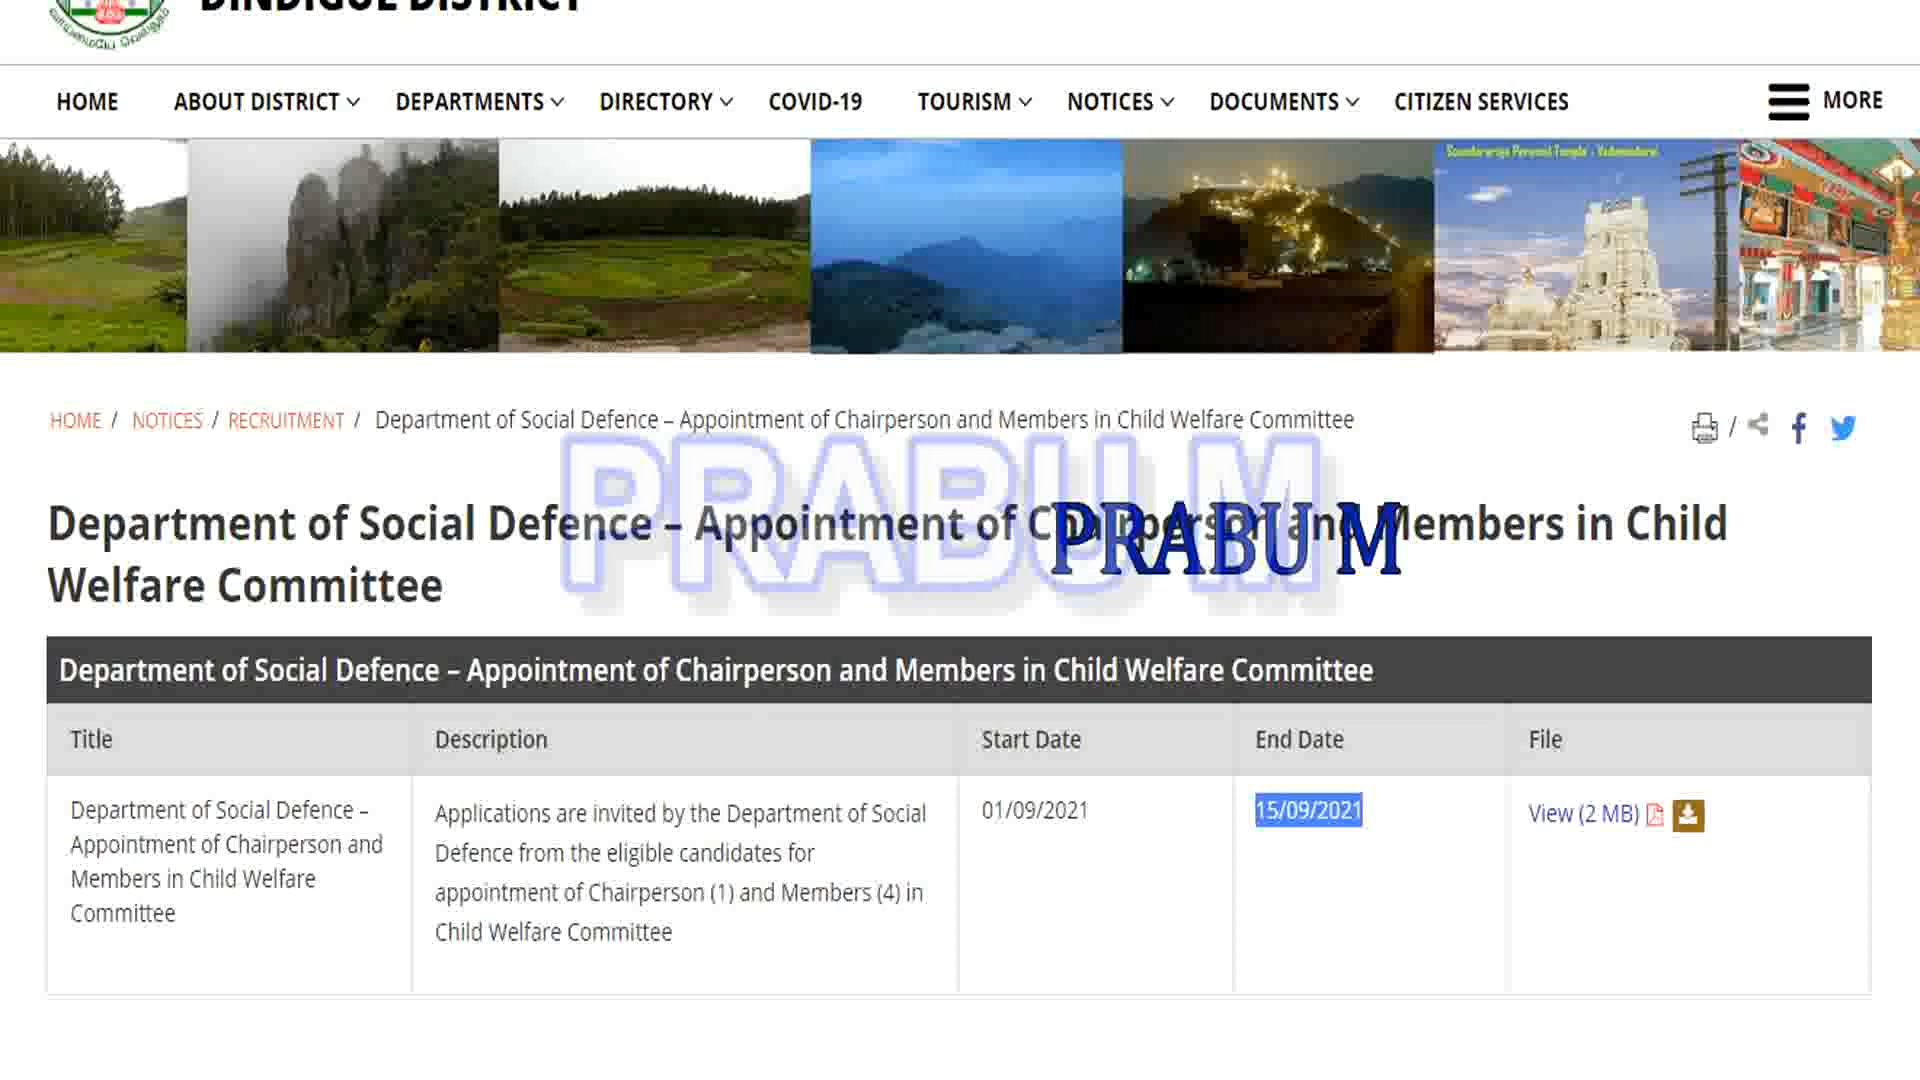 DINDIGUL DISTRICT
HOME ABOUT DISTRICT DEPARTMENTS DIRECTORY COVID-19 TOURISM NOTICES DOCUMENTS CITIZEN SERVICES MORE
Soundararaja Perumal Temple - Vadamadurai
HOME / NOTICES / RECRUITMENT / Department of Social Defence – Appointment of Chairperson and Members in Child Welfare Committee
/
PRABU M
PRABU M
Department of Social Defence – Appointment of Chairperson and Members in Child
Welfare Committee
Department of Social Defence – Appointment of Chairperson and Members in Child Welfare Committee
Title Description Start Date End Date File
Department of Social Defence –
Appointment of Chairperson and
Members in Child Welfare
Committee
Applications are invited by the Department of Social
Defence from the eligible candidates for
appointment of Chairperson (1) and Members (4) in
Child Welfare Committee
01/09/2021
15/09/2021
View (2 MB)